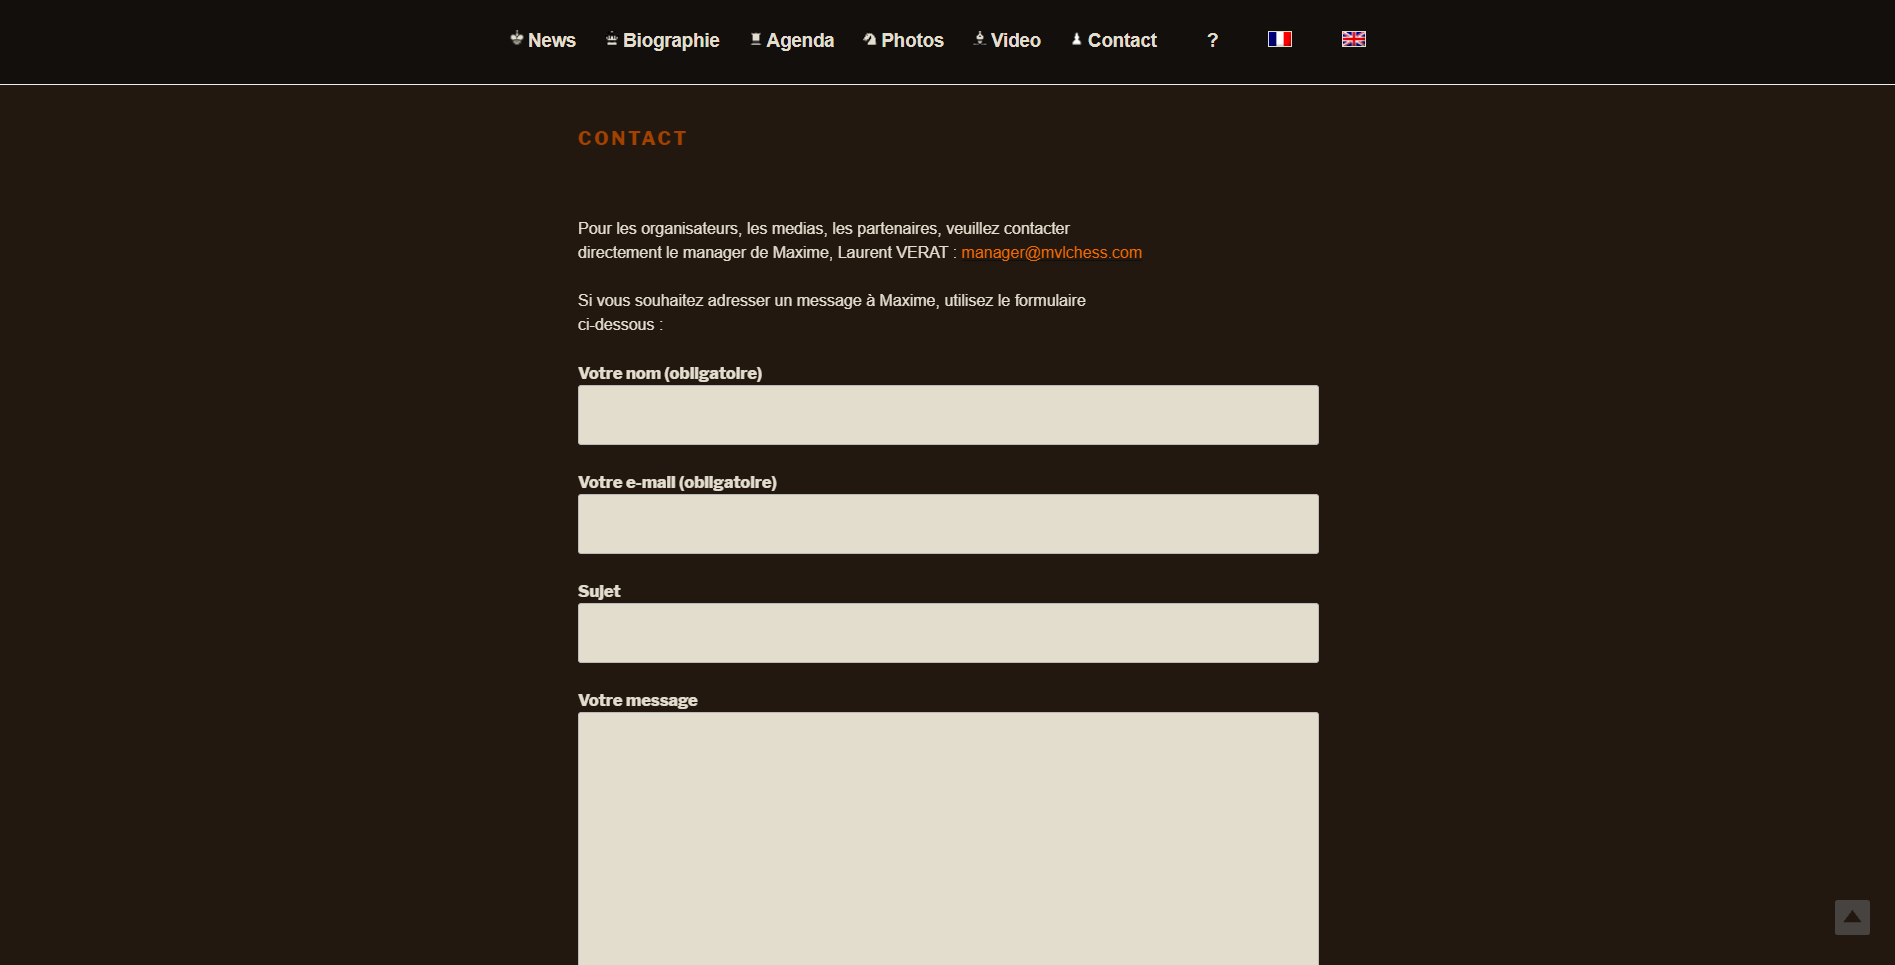 News Biographie Agenda Photos Video Contact ?
CONTACT
Pour les organisateurs, les medias, les partenaires, veuillez contacter
directement le manager de Maxime, Laurent VERAT : manager@mvlchess.com
Si vous souhaitez adresser un message à Maxime, utilisez le formulaire
ci-dessous :
Votre nom (obligatoire)
Votre e-mail (obligatoire)
Sujet
Votre message